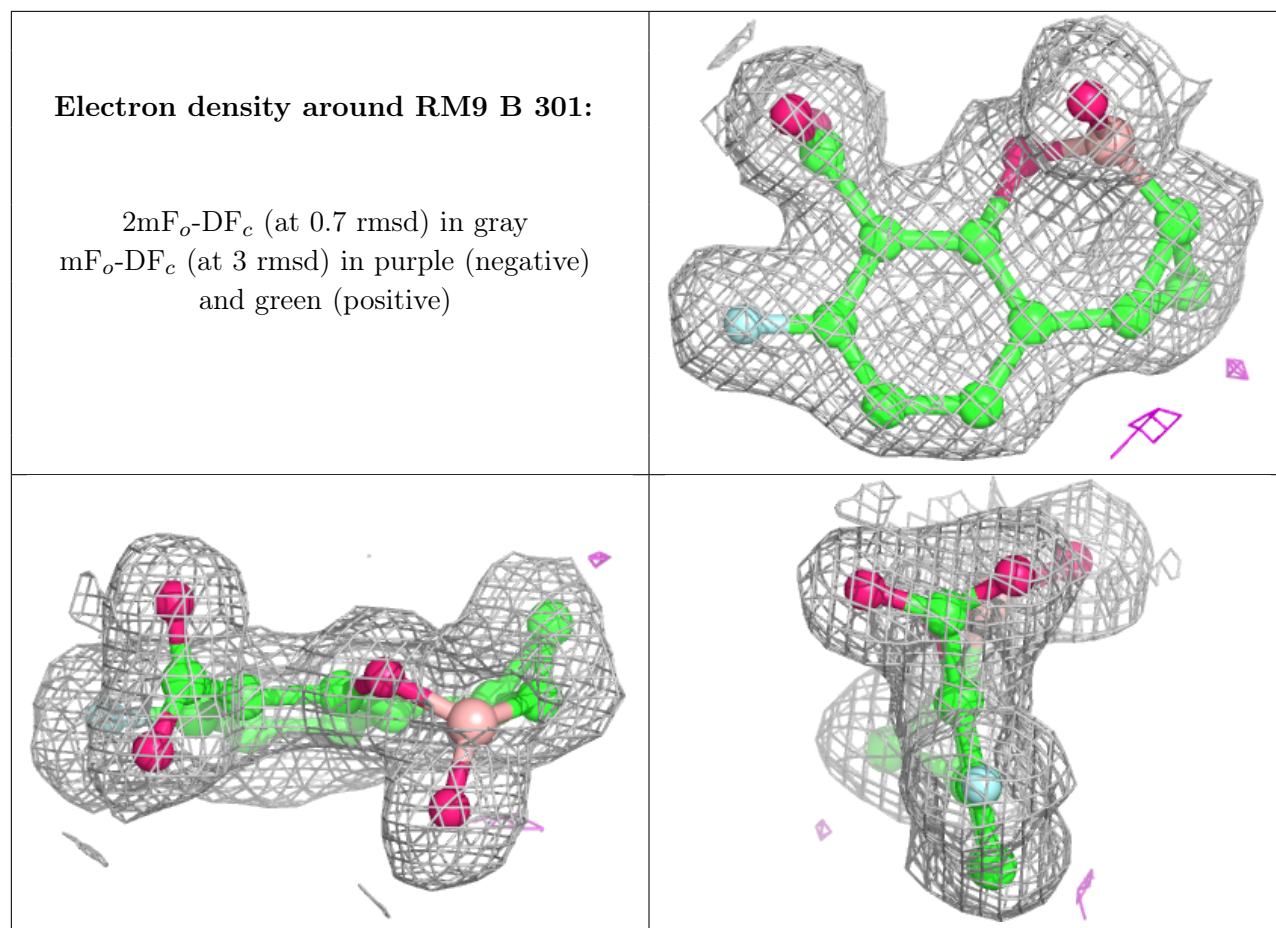 Electron density around RM9 B 301:
2mFo-DFc (at 0.7 rmsd) in gray
mFo-DFc (at 3 rmsd) in purple (negative)
and green (positive)